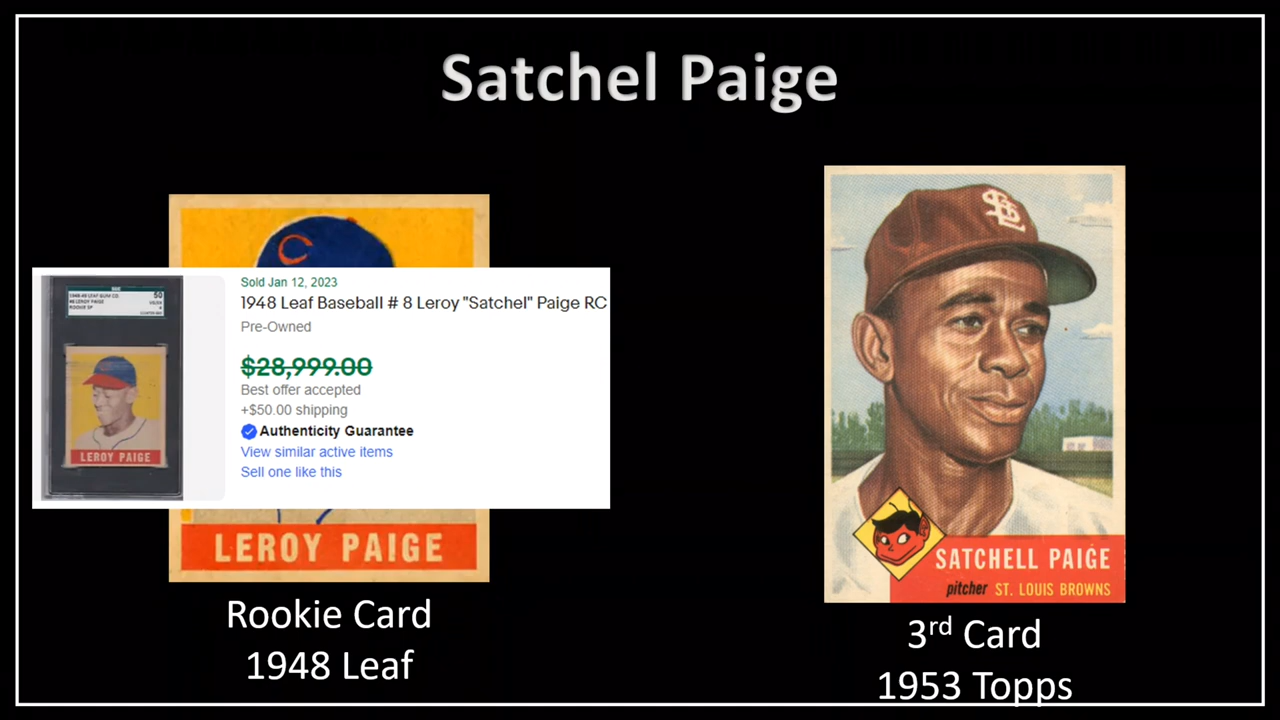 Satchel Paige
C
Sold Jan 12, 2023
1948 Leaf Baseball # 8 Leroy "Satchel" Paige RC
Pre-Owned
$28,999.00
Best offer accepted
+$50.00 shipping
Authenticity Guarantee
View similar active items
Sell one like this
50
LEROY PAIGE
LEROY PAIGE
Rookie Card
1948 Leaf
StL
SATCHELL PAIGE
pitcher ST. LOUIS BROWNS
3rd Card
1953 Topps